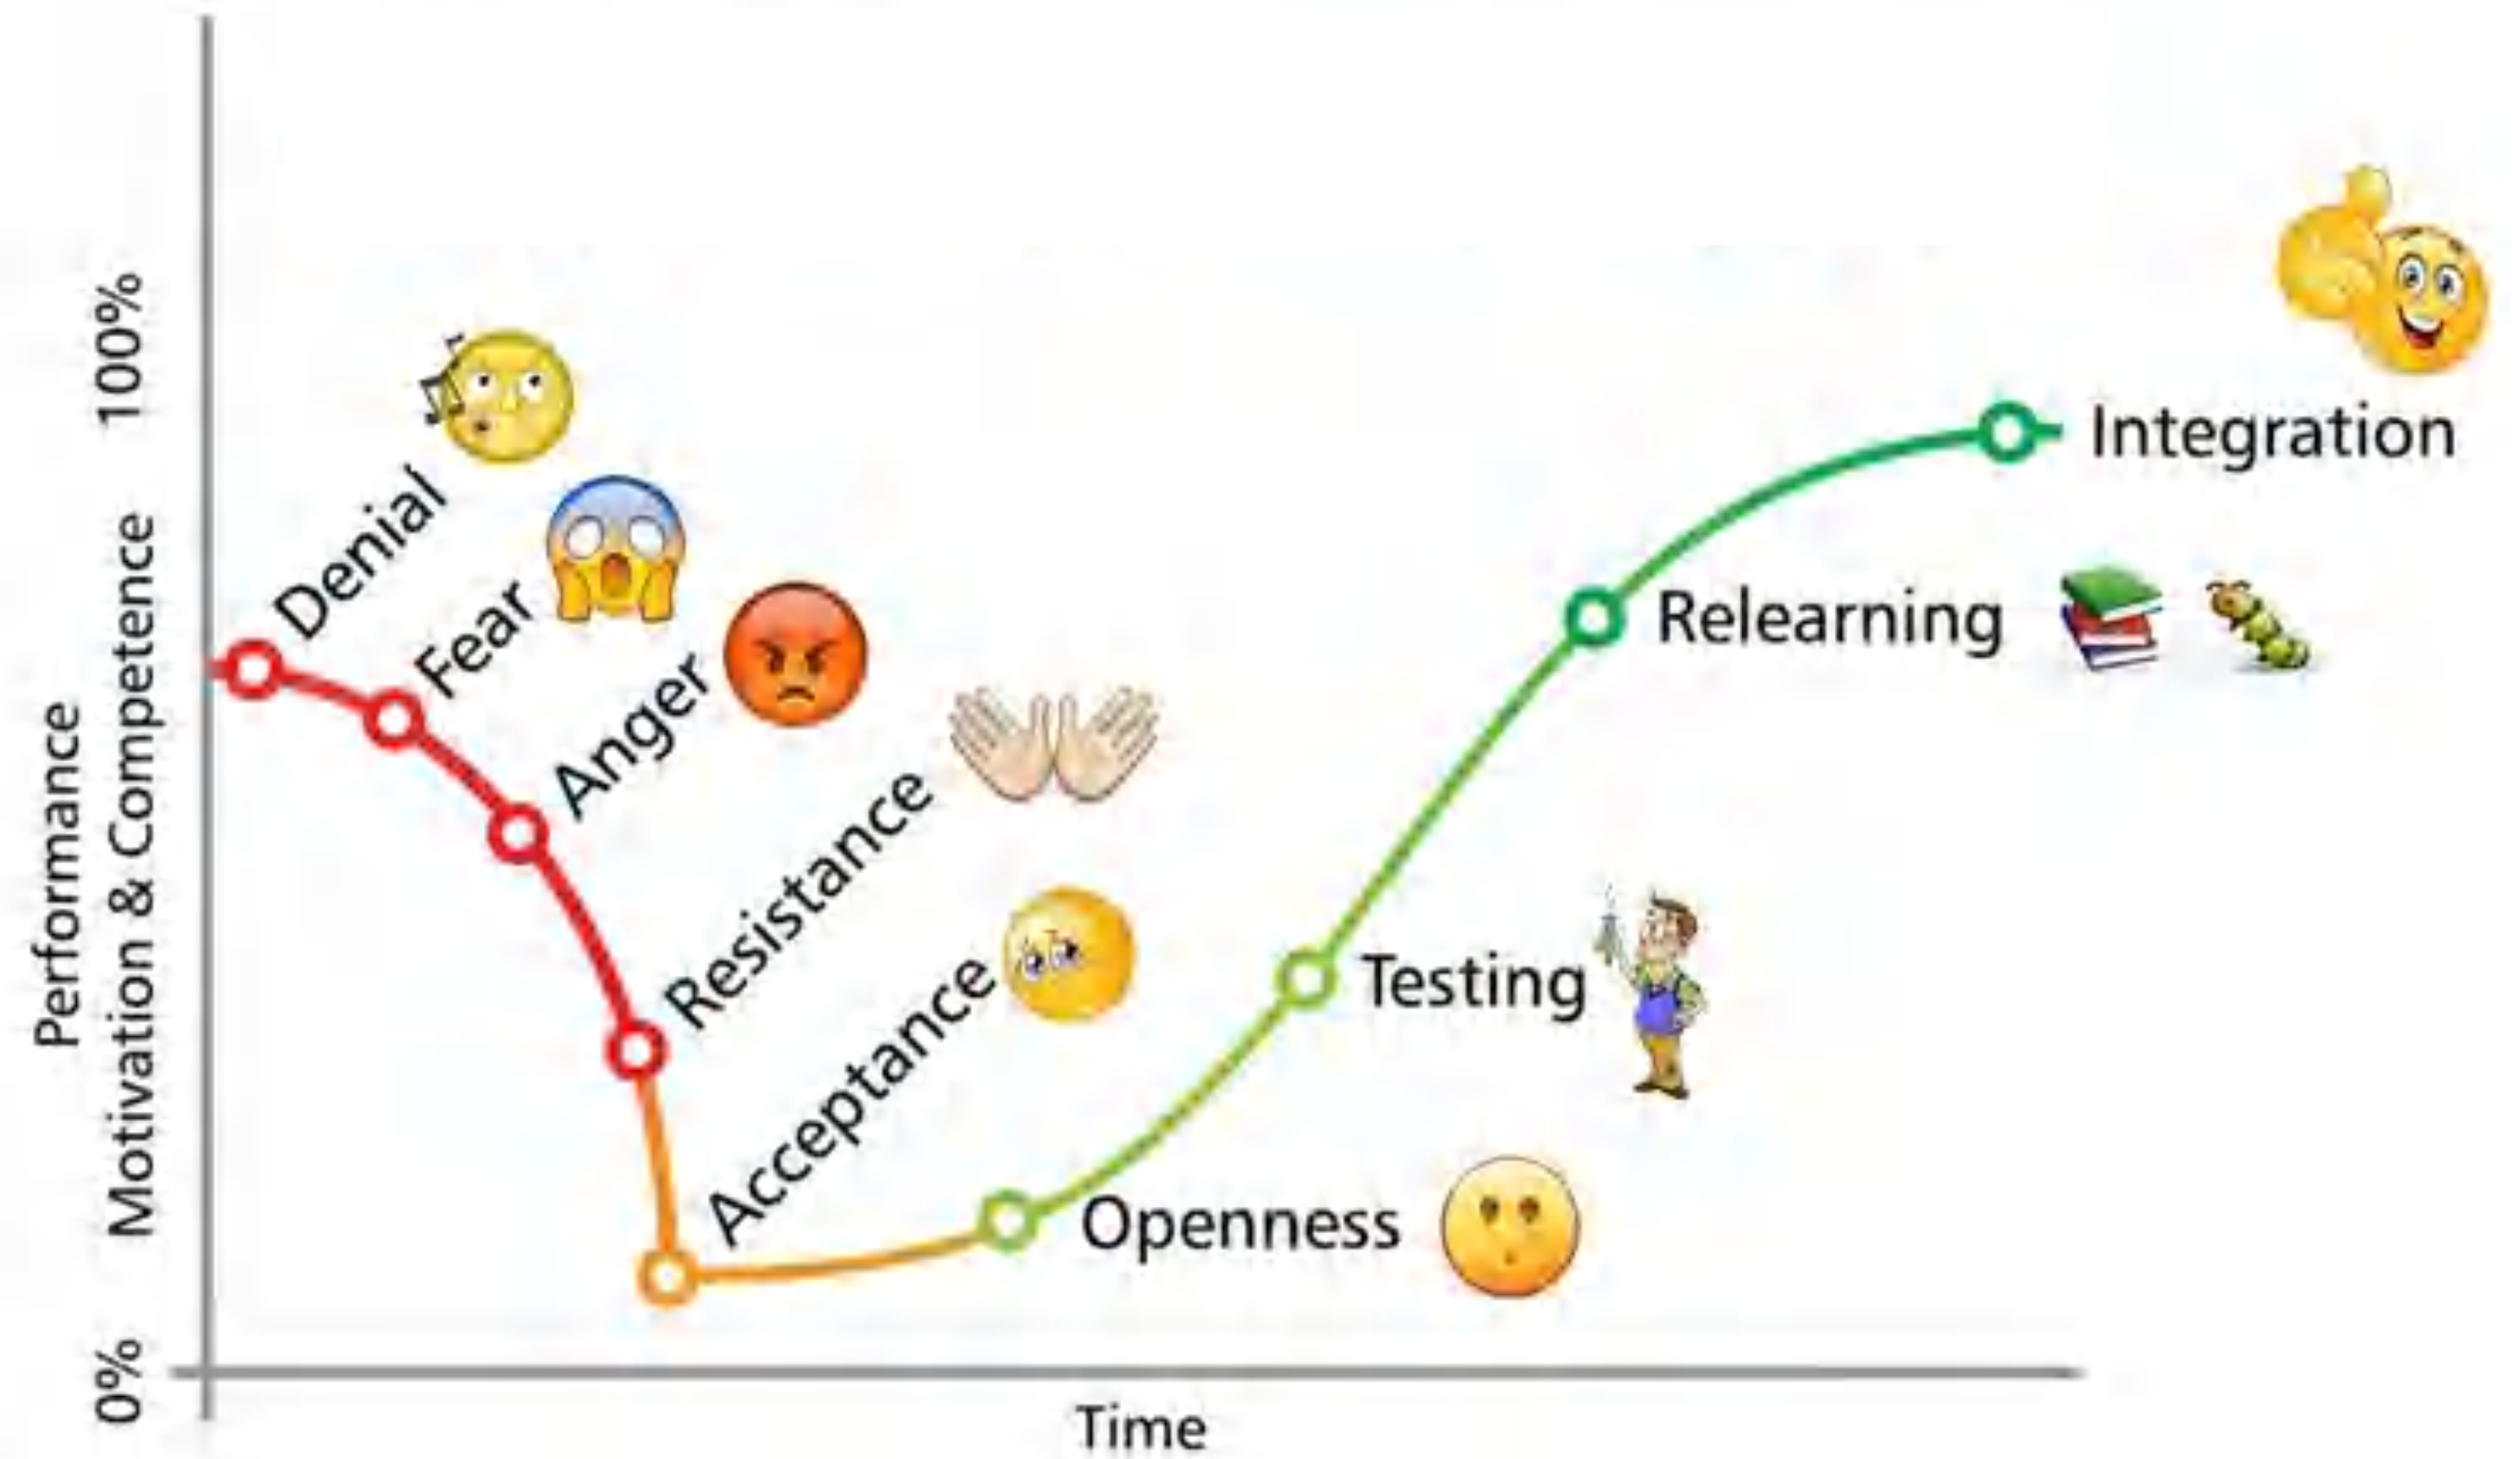 100%
Performance
Motivation & Competence
0%
Denial
Fear
Anger
Resistance
Acceptance
Openness
Testing
Relearning
Integration
Time